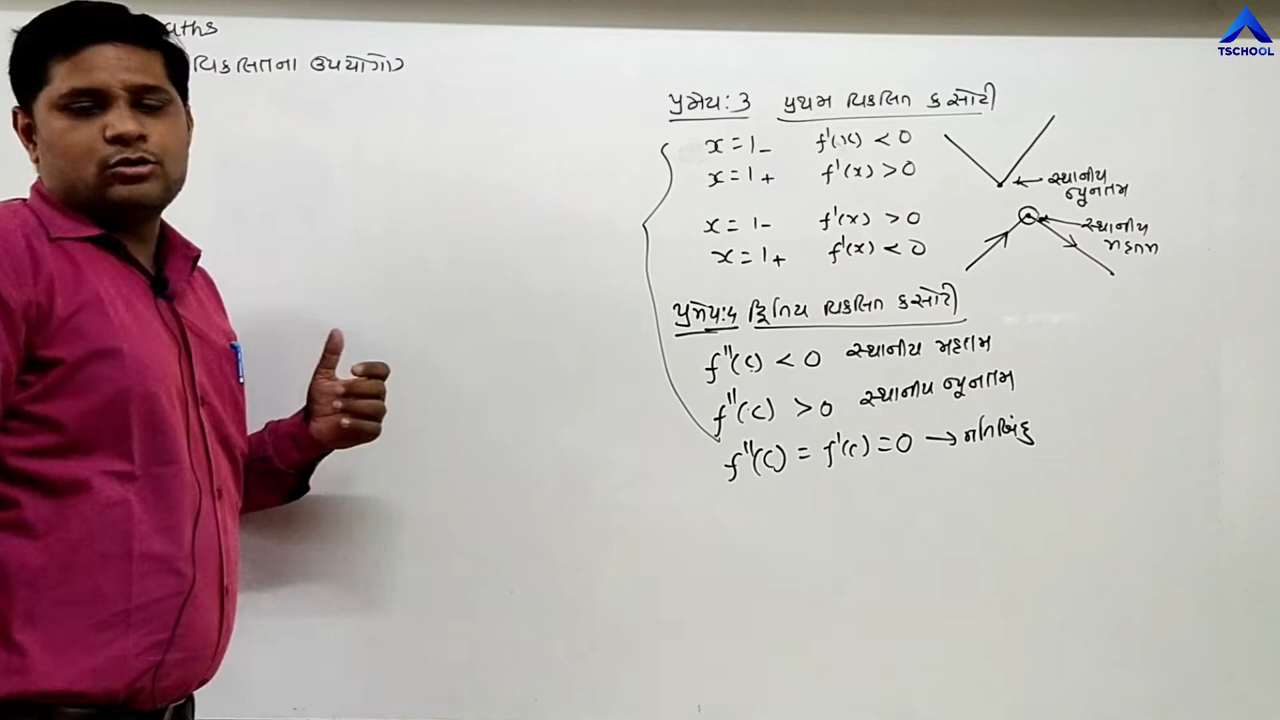 aths
વિકલિતના ઉપયોગો
TSCHOOL
પ્રમેય: 3 પ્રથમ વિકલિત કસોટી
x = 1- f'(x) < 0
x = 1+ f'(x) > 0
સ્થાનીય
ન્યૂનતમ
x = 1- f'(x) > 0
x = 1+ f'(x) < 0
સ્થાનીય
મહત્તમ
પ્રમેય: ૫ દ્વિતિય વિકલિત કસોટી
f''(c) < 0 સ્થાનીય મહત્તમ
f''(c) > 0 સ્થાનીય ન્યૂનતમ
f''(c) = f'(c) = 0 → નતિબિંદુ